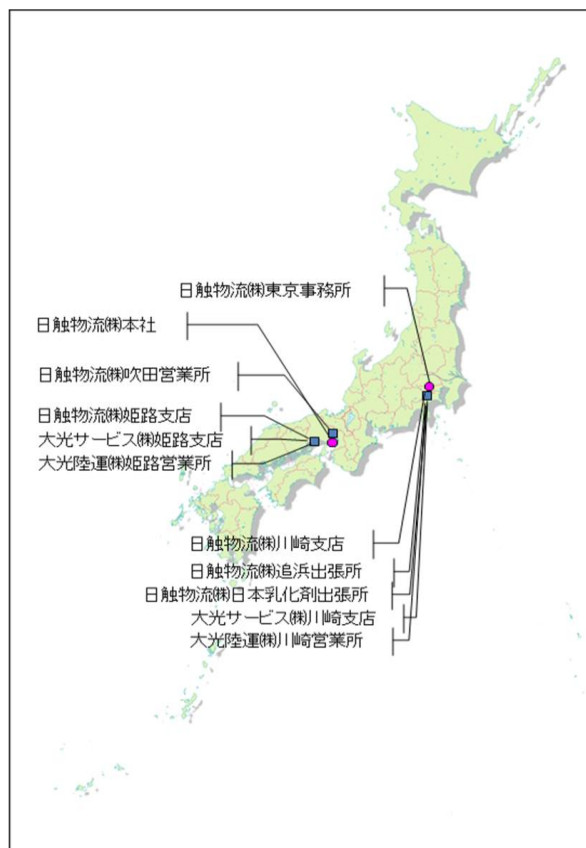 日触物流㈱東京事務所
日触物流㈱本社
日触物流㈱吹田営業所
日触物流㈱姫路支店
大光サービス㈱姫路支店
大光陸運㈱姫路営業所
日触物流㈱川崎支店
日触物流㈱追浜出張所
日触物流㈱日本乳化剤出張所
大光サービス㈱川崎支店
大光陸運㈱川崎営業所